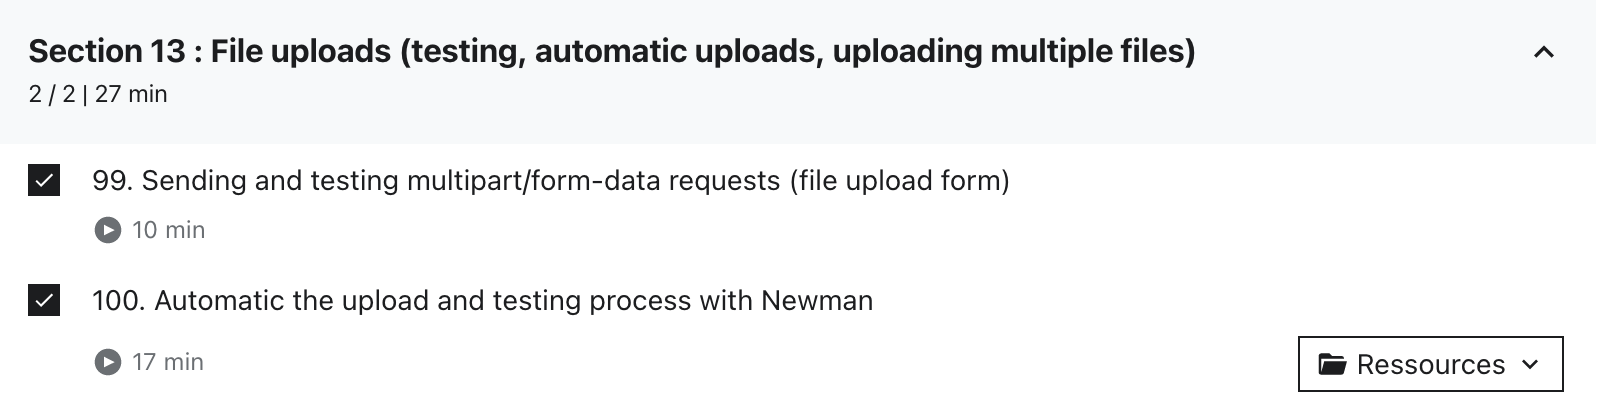 Section 13 : File uploads (testing, automatic uploads, uploading multiple files)
2 / 2 | 27 min
99. Sending and testing multipart/form-data requests (file upload form)
10 min
100. Automatic the upload and testing process with Newman
17 min
Ressources